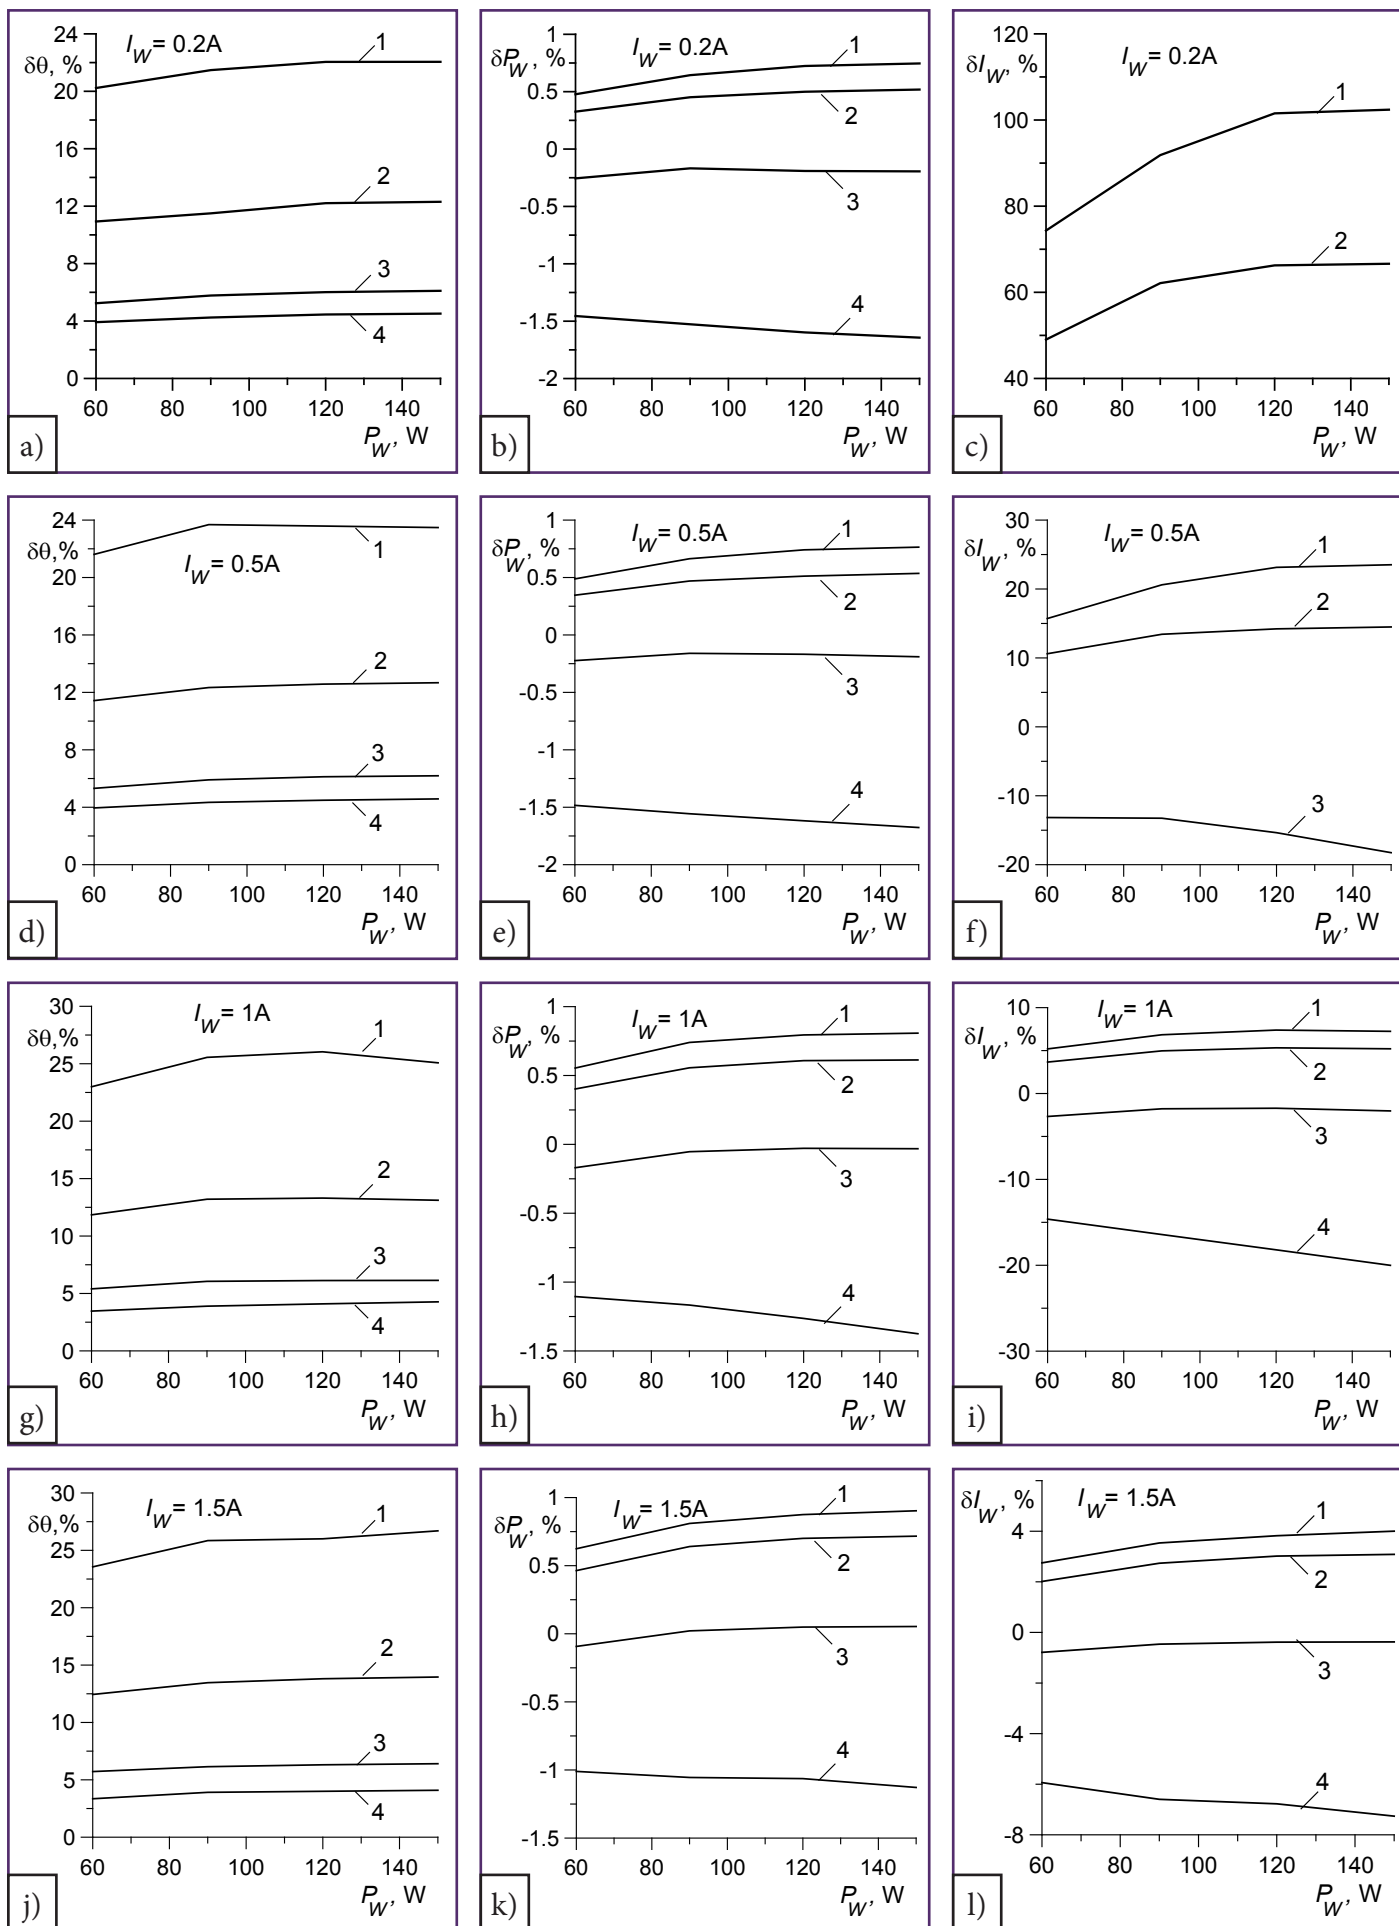 24
δθ, %
I_W = 0.2A
1
20
16
2
12
8
3
4
4
0
60 80 100 120 140
P_W, W
a)
1
δP_W, %
I_W = 0.2A
1
0.5
2
0
3
-0.5
-1
4
-1.5
-2
60 80 100 120 140
P_W, W
b)
120
δI_W, %
I_W = 0.2A
1
100
80
2
60
40
60 80 100 120 140
P_W, W
c)
24
δθ,%
1
I_W = 0.5A
20
16
2
12
8
3
4
4
0
60 80 100 120 140
P_W, W
d)
1
δP_W, %
I_W = 0.5A
1
0.5
2
0
3
-0.5
-1
4
-1.5
-2
60 80 100 120 140
P_W, W
e)
30
δI_W, %
I_W = 0.5A
1
20
2
10
0
-10
3
-20
60 80 100 120 140
P_W, W
f)
30
δθ,%
I_W = 1A
1
25
20
15
2
10
3
5
4
0
60 80 100 120 140
P_W, W
g)
1
δP_W, %
I_W = 1A
1
0.5
2
0
3
-0.5
-1
4
-1.5
60 80 100 120 140
P_W, W
h)
10
δI_W, %
I_W = 1A
1
2
0
3
-10
4
-20
-30
60 80 100 120 140
P_W, W
i)
30
δθ,%
I_W = 1.5A
1
25
20
15
2
10
3
5
4
0
60 80 100 120 140
P_W, W
j)
1
δP_W, %
I_W = 1.5A
1
0.5
2
0
3
-0.5
4
-1
-1.5
60 80 100 120 140
P_W, W
k)
δI_W, %
I_W = 1.5A
1
4
2
0
3
-4
4
-8
60 80 100 120 140
P_W, W
l)